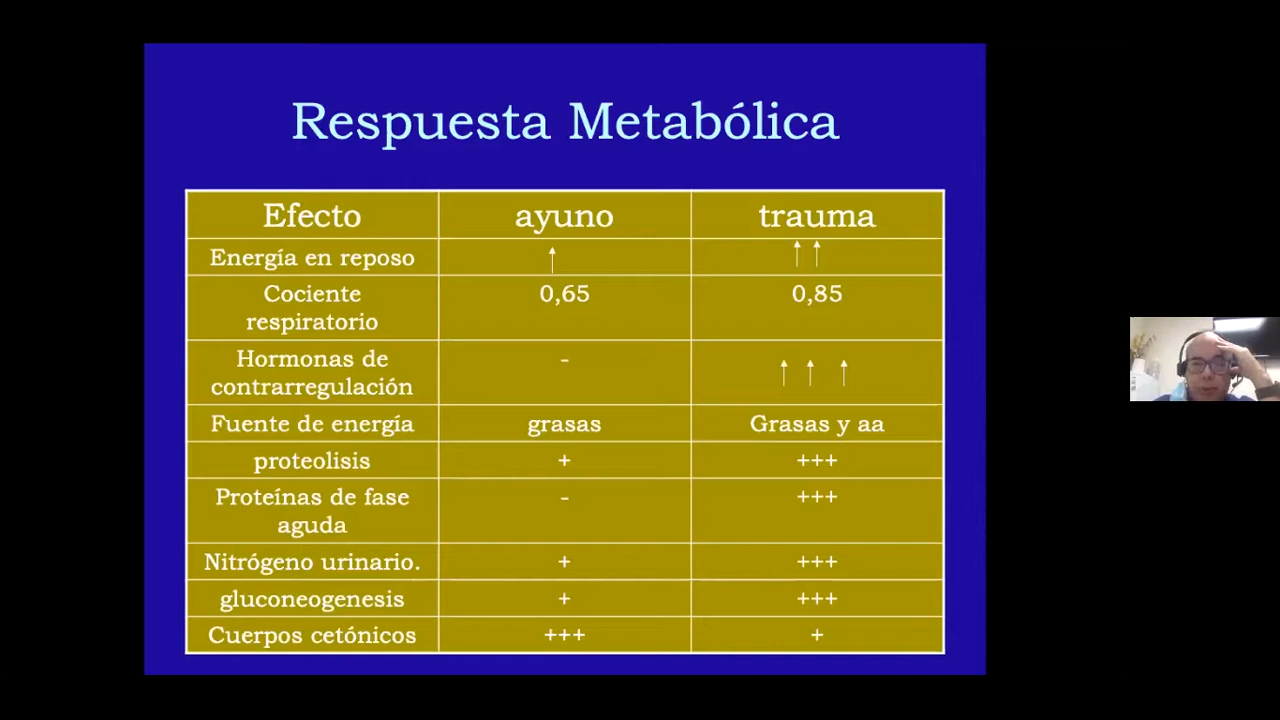 Respuesta Metabólica
Efecto ayuno trauma
Energía en reposo ↑ ↑ ↑
Cociente respiratorio 0,65 0,85
Hormonas de contrarregulación - ↑ ↑ ↑
Fuente de energía grasas Grasas y aa
proteolisis + +++
Proteínas de fase aguda - +++
Nitrógeno urinario. + +++
gluconeogenesis + +++
Cuerpos cetónicos +++ +